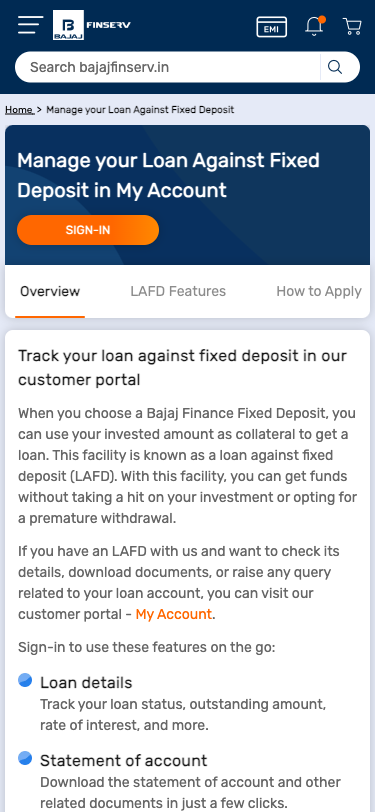 BAJAJ FINSERV
EMI
Search bajajfinserv.in
Home > Manage your Loan Against Fixed Deposit
Manage your Loan Against Fixed
Deposit in My Account
SIGN-IN
Overview LAFD Features How to Apply
Track your loan against fixed deposit in our
customer portal
When you choose a Bajaj Finance Fixed Deposit, you
can use your invested amount as collateral to get a
loan. This facility is known as a loan against fixed
deposit (LAFD). With this facility, you can get funds
without taking a hit on your investment or opting for
a premature withdrawal.
If you have an LAFD with us and want to check its
details, download documents, or raise any query
related to your loan account, you can visit our
customer portal - My Account.
Sign-in to use these features on the go:
Loan details
Track your loan status, outstanding amount,
rate of interest, and more.
Statement of account
Download the statement of account and other
related documents in just a few clicks.